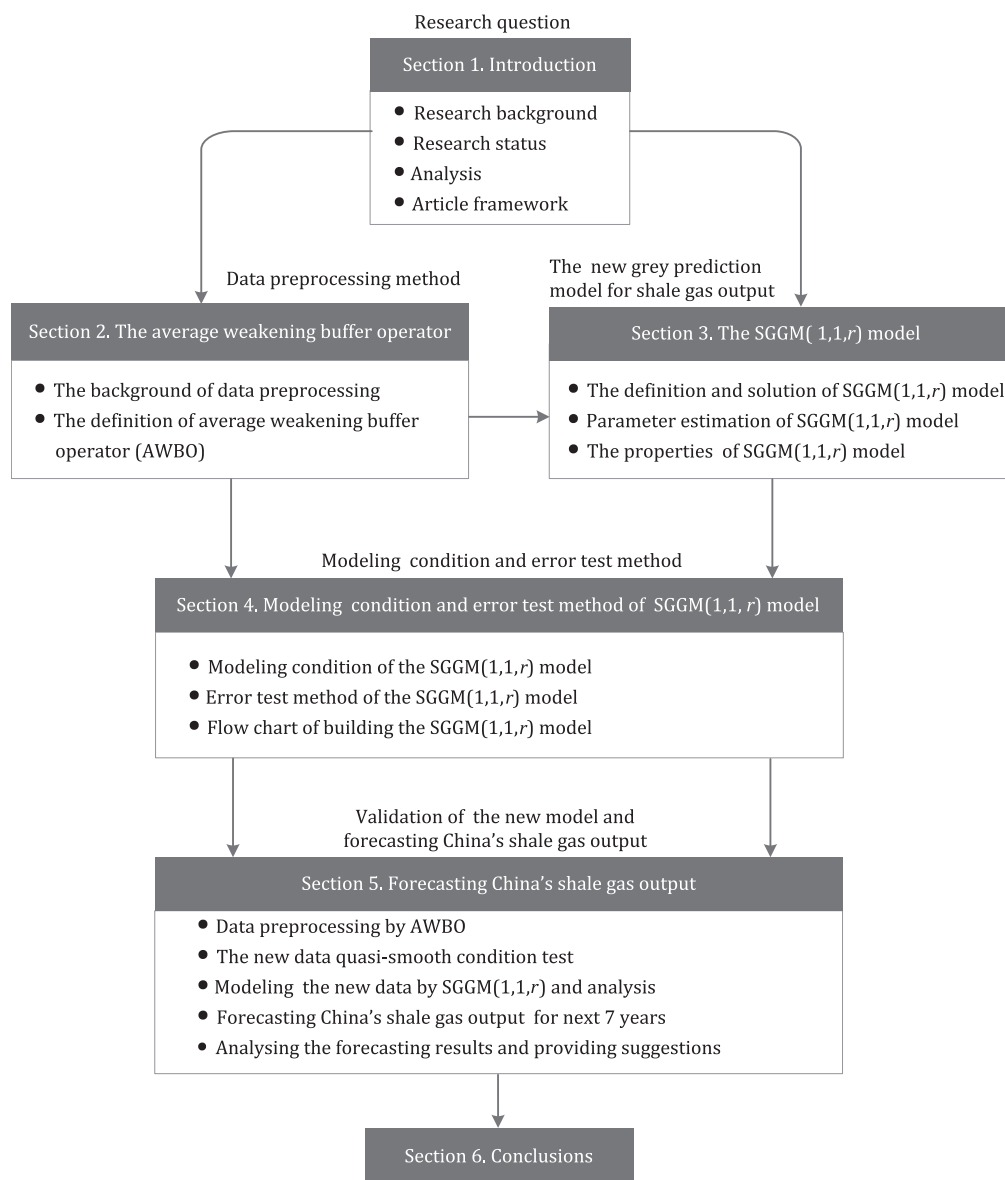 Research question
Section 1. Introduction
• Research background
• Research status
• Analysis
• Article framework
Data preprocessing method
The new grey prediction
model for shale gas output
Section 2. The average weakening buffer operator
• The background of data preprocessing
• The definition of average weakening buffer
operator (AWBO)
Section 3. The SGGM( 1,1,r) model
• The definition and solution of SGGM(1,1,r) model
• Parameter estimation of SGGM(1,1,r) model
• The properties of SGGM(1,1,r) model
Modeling condition and error test method
Section 4. Modeling condition and error test method of SGGM(1,1, r) model
• Modeling condition of the SGGM(1,1,r) model
• Error test method of the SGGM(1,1,r) model
• Flow chart of building the SGGM(1,1,r) model
Validation of the new model and
forecasting China's shale gas output
Section 5. Forecasting China's shale gas output
• Data preprocessing by AWBO
• The new data quasi-smooth condition test
• Modeling the new data by SGGM(1,1,r) and analysis
• Forecasting China's shale gas output for next 7 years
• Analysing the forecasting results and providing suggestions
Section 6. Conclusions